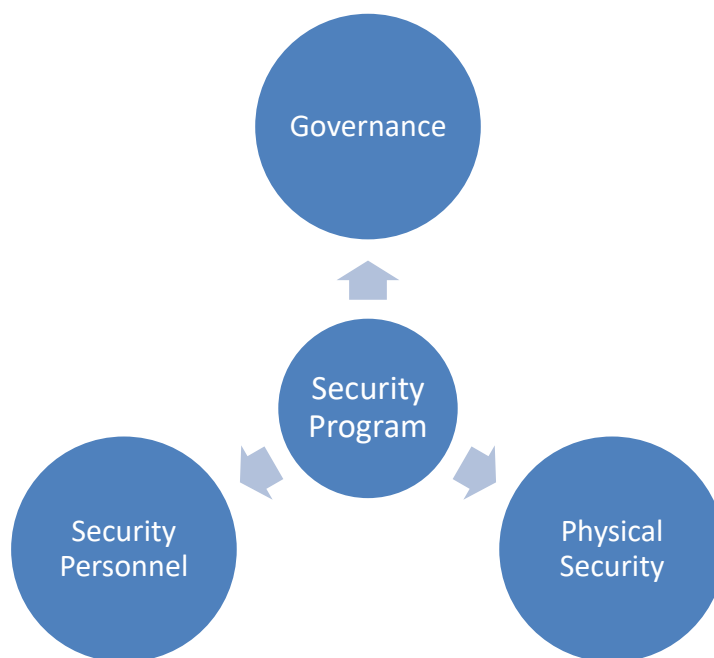 Governance
Security
Program
Security
Personnel
Physical
Security